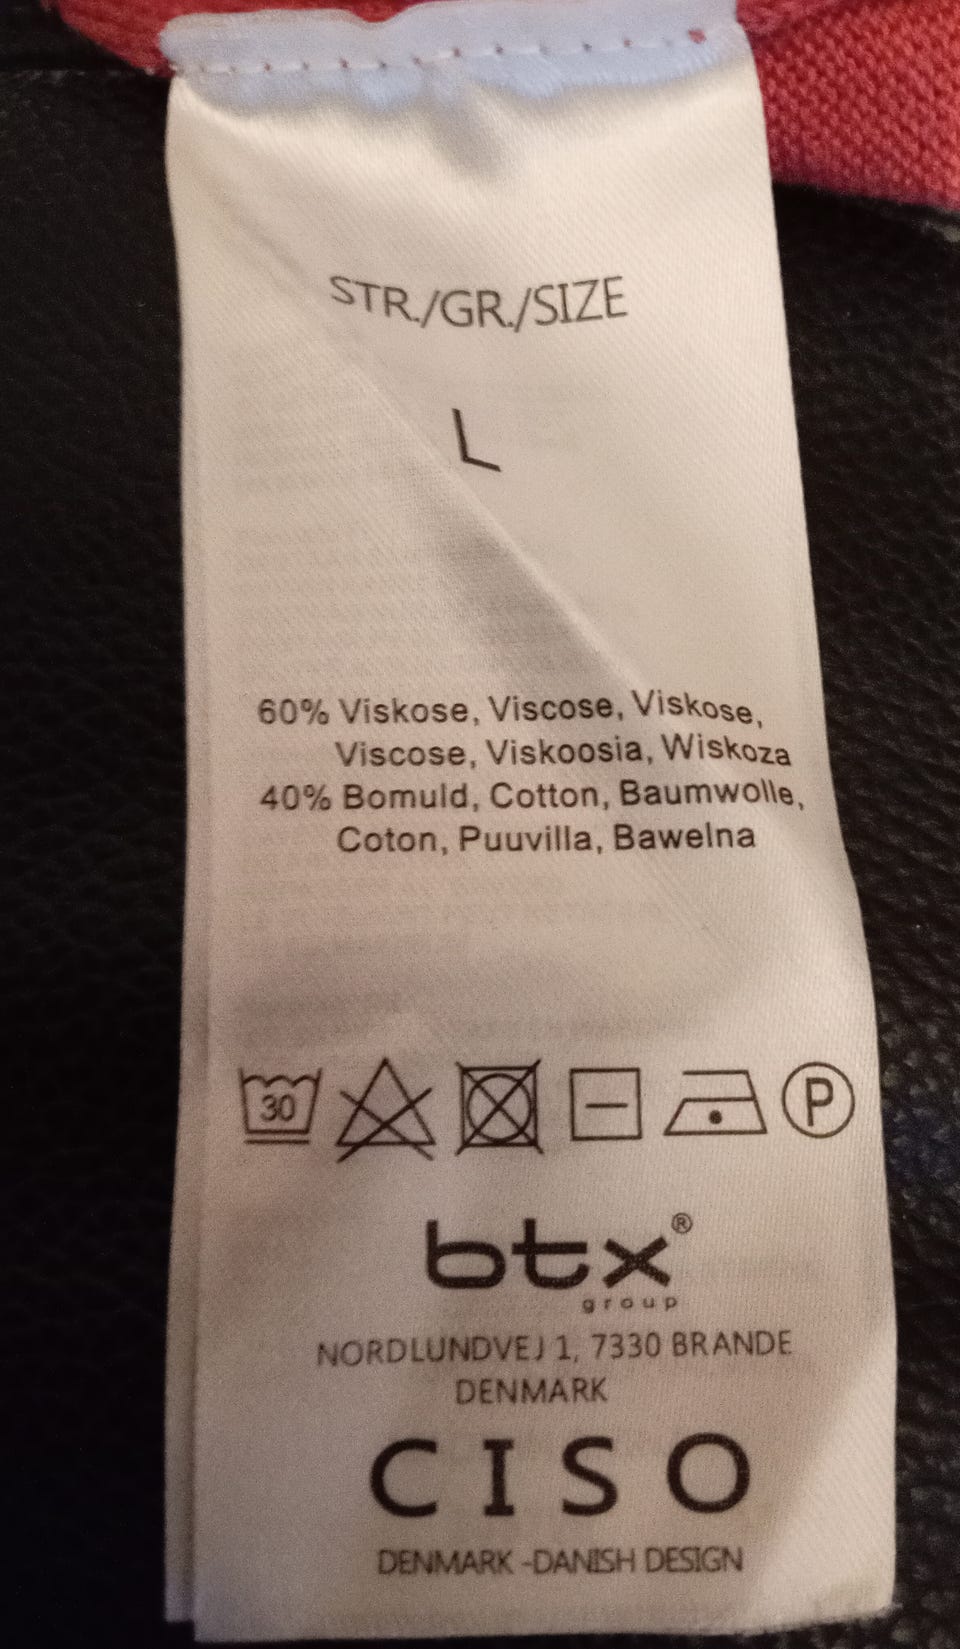 STR./GR./SIZE
L
60% Viskose, Viscose, Viskose,
Viscose, Viskoosia, Wiskoza
40% Bomuld, Cotton, Baumwolle,
Coton, Puuvilla, Bawelna
30
P
btx®
group
NORDLUNDVEJ 1, 7330 BRANDE
DENMARK
CISO
DENMARK -DANISH DESIGN